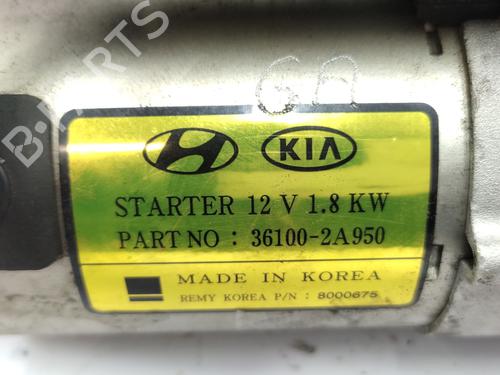 B-PARTS
GA
KIA
STARTER 12 V 1.8 KW
PART NO : 36100-2A950
MADE IN KOREA
REMY KOREA P/N : 8000675